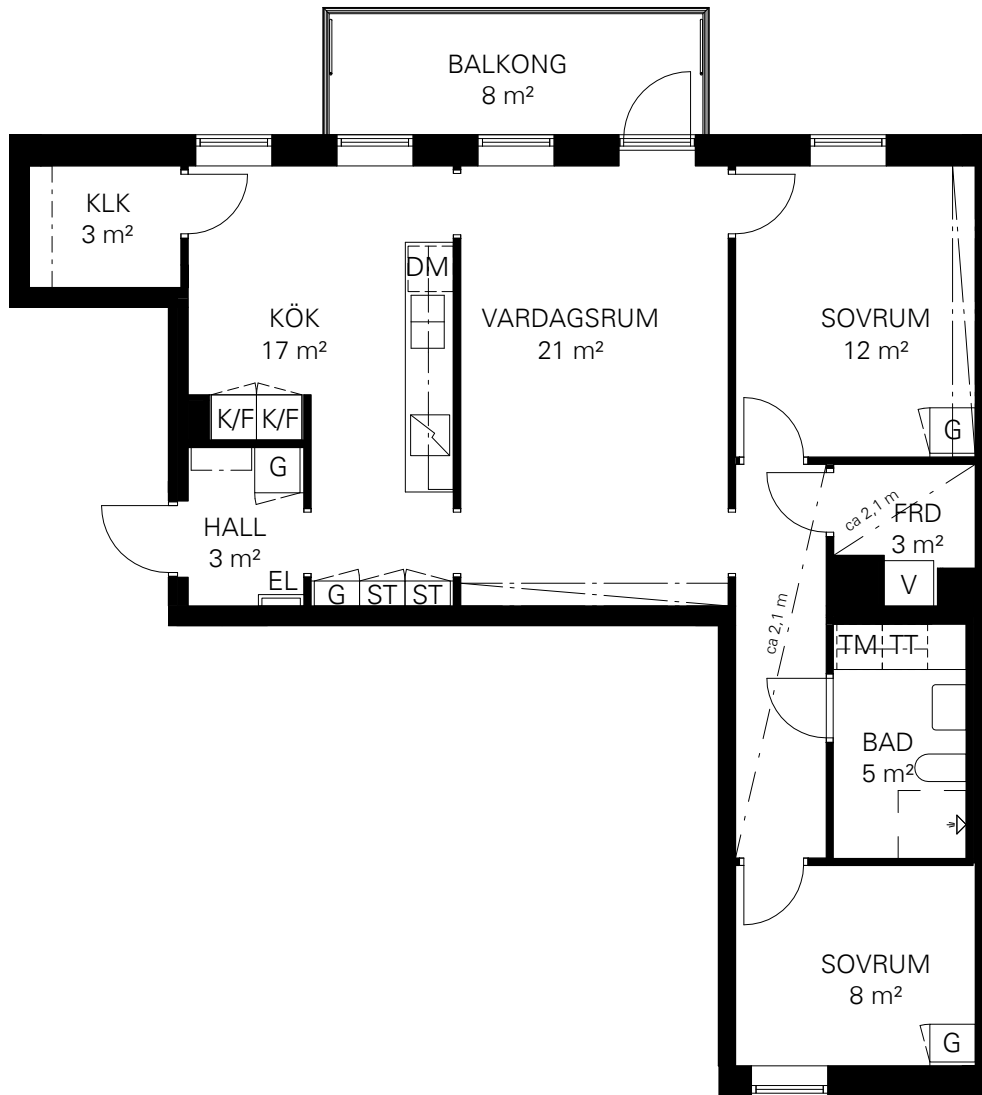 BALKONG
8 m²
KLK
3 m²
DM
KÖK
17 m²
VARDAGSRUM
21 m²
SOVRUM
12 m²
K/F K/F
G
G
HALL
3 m²
EL
G ST ST
ca 2,1 m
FRD
3 m²
V
ca 2,1 m
TM TT
BAD
5 m²
SOVRUM
8 m²
G